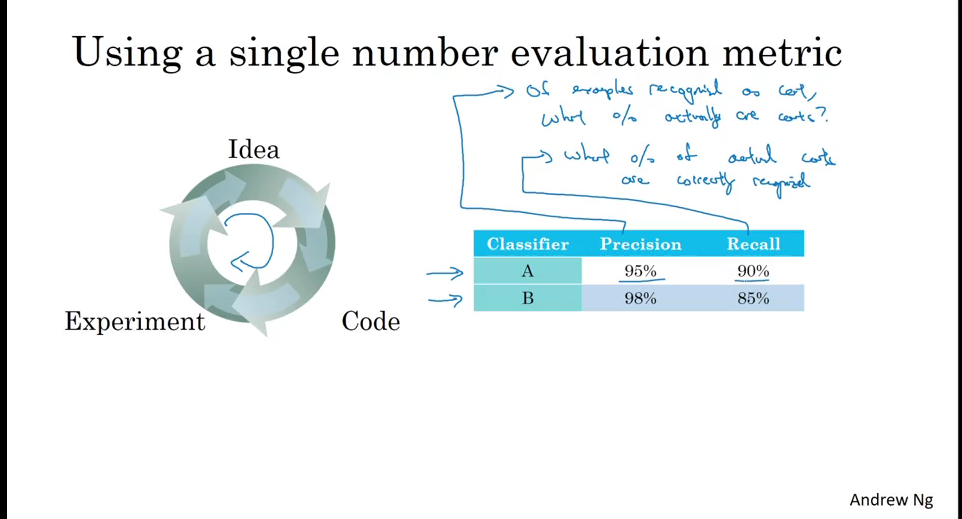 Using a single number evaluation metric
Of examples recognized as cat,
what % actually are cats?
what % of actual cats
are correctly recognized
Idea
Experiment
Code
Classifier Precision Recall
A 95% 90%
B 98% 85%
Andrew Ng